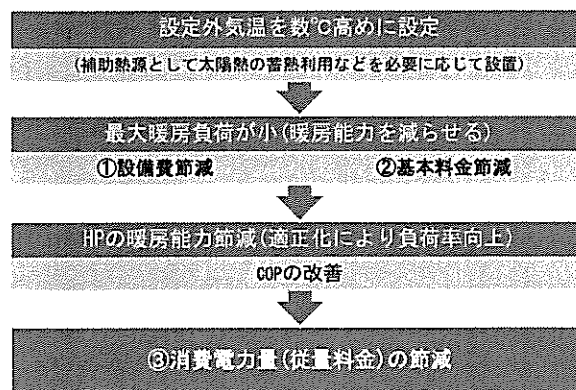 設定外気温を数℃高めに設定
(補助熱源として太陽熱の蓄熱利用などを必要に応じて設置)
最大暖房負荷が小(暖房能力を減らせる)
①設備費節減 ②基本料金節減
HPの暖房能力節減(適正化により負荷率向上)
COPの改善
③消費電力量(従量料金)の節減